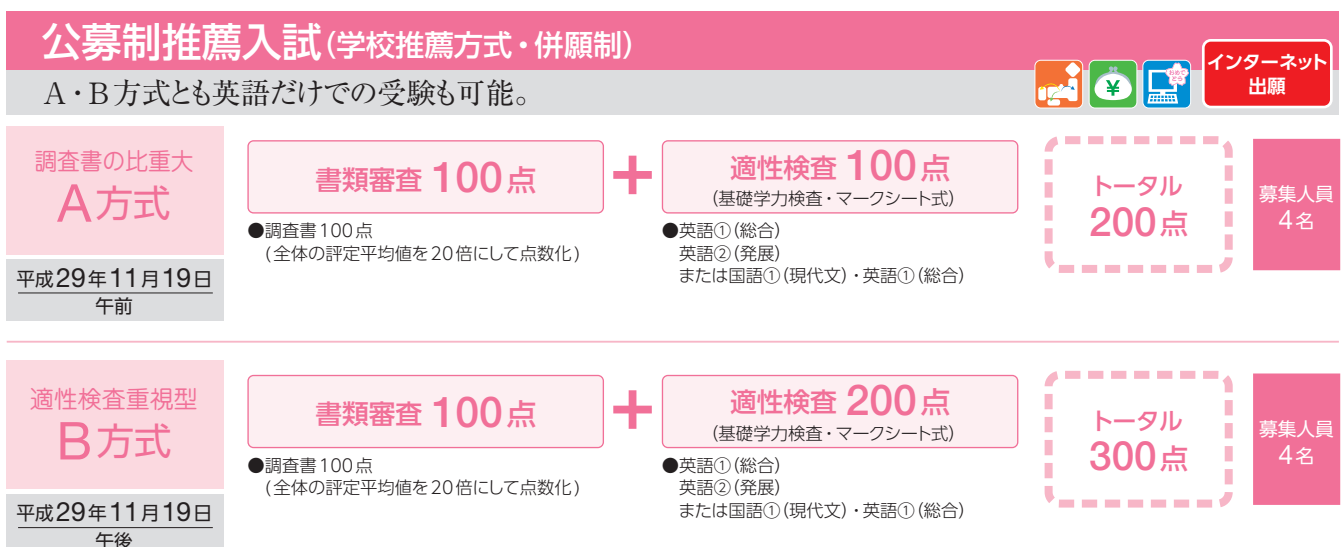 公募制推薦入試(学校推薦方式・併願制)
A・B方式とも英語だけでの受験も可能。
おめで
とう
¥
インターネット
出願
調査書の比重大
A方式
平成29年11月19日
午前
書類審査 100点
●調査書100点
(全体の評定平均値を20倍にして点数化)
+
適性検査 100点
(基礎学力検査・マークシート式)
●英語①(総合)
英語②(発展)
または国語①(現代文)・英語①(総合)
トータル
200点
募集人員
4名
適性検査重視型
B方式
平成29年11月19日
午後
書類審査 100点
●調査書100点
(全体の評定平均値を20倍にして点数化)
+
適性検査 200点
(基礎学力検査・マークシート式)
●英語①(総合)
英語②(発展)
または国語①(現代文)・英語①(総合)
トータル
300点
募集人員
4名